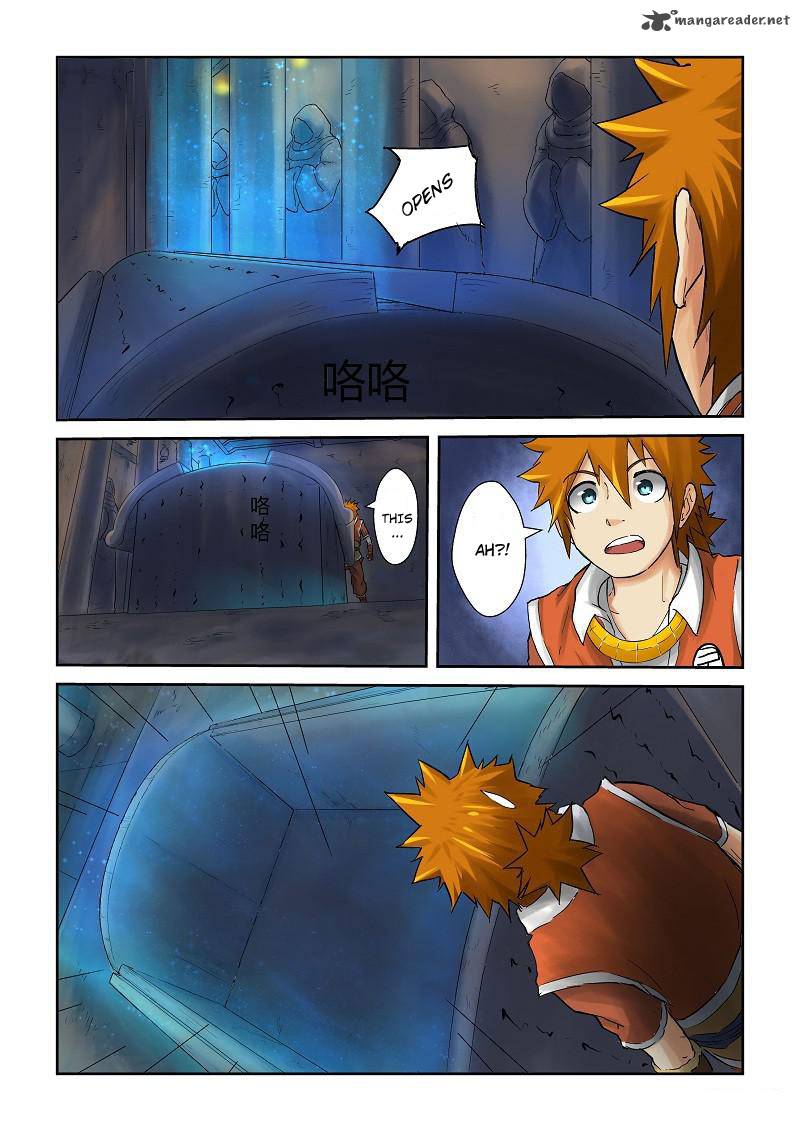 mangareader.net
OPENS
咯咯
THIS
...
咯
咯
AH?!